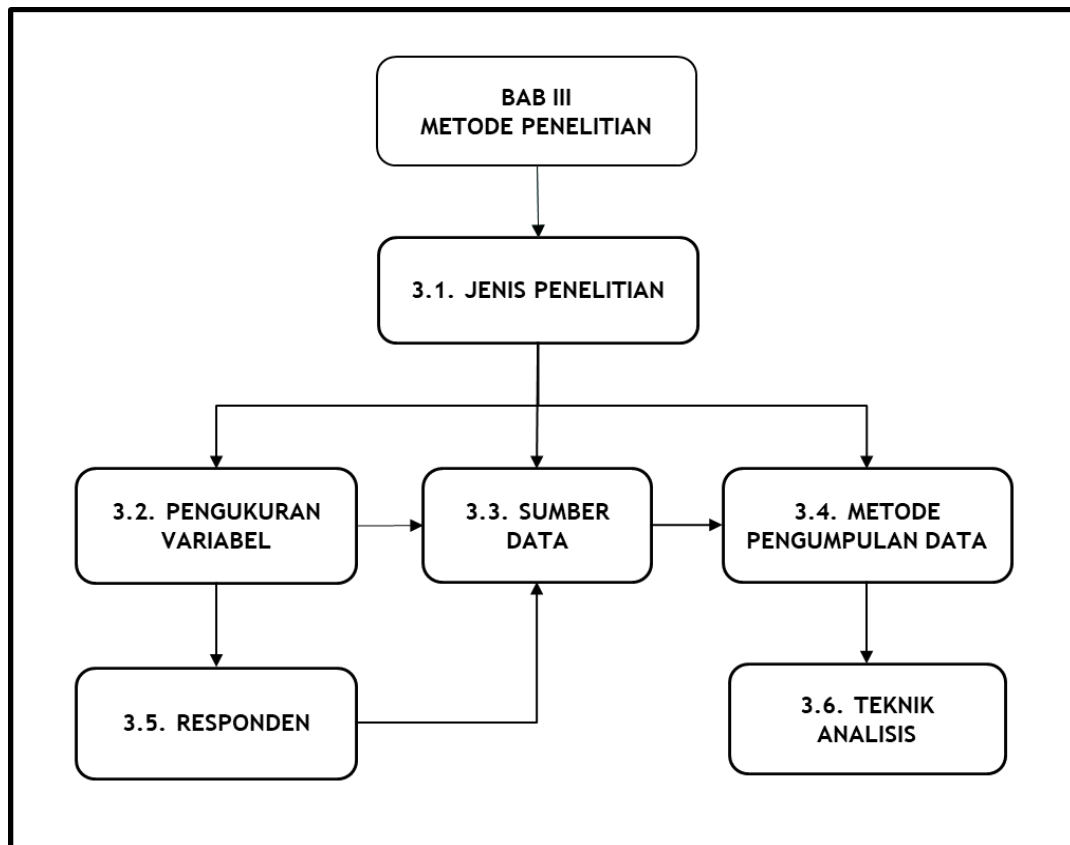 BAB III
METODE PENELITIAN
3.1. JENIS PENELITIAN
3.2. PENGUKURAN
VARIABEL
3.3. SUMBER
DATA
3.4. METODE
PENGUMPULAN DATA
3.5. RESPONDEN
3.6. TEKNIK
ANALISIS